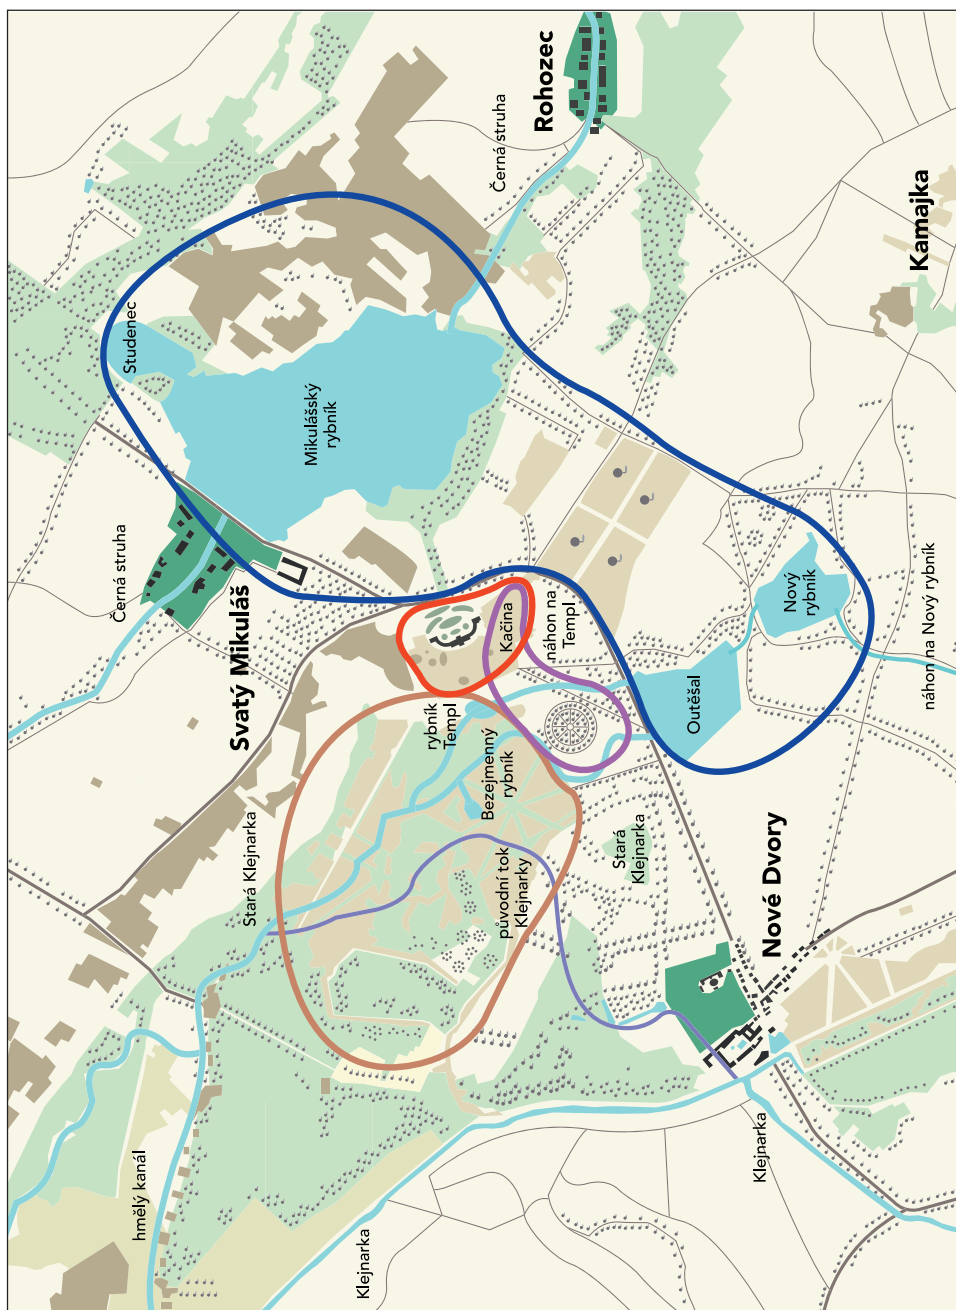 Rohozec
Černá struha
Kamajka
Studenec
Mikulášský
rybník
Černá struha
Svatý Mikuláš
Kačina
náhon na
Templ
Nový
rybník
náhon na Nový rybník
Outěšal
rybník
Templ
Bezejmenný
rybník
Stará Klejnarka
Stará
Klejnarka
původní tok
Klejnarky
Nové Dvory
hmělý kanál
Klejnarka
Klejnarka